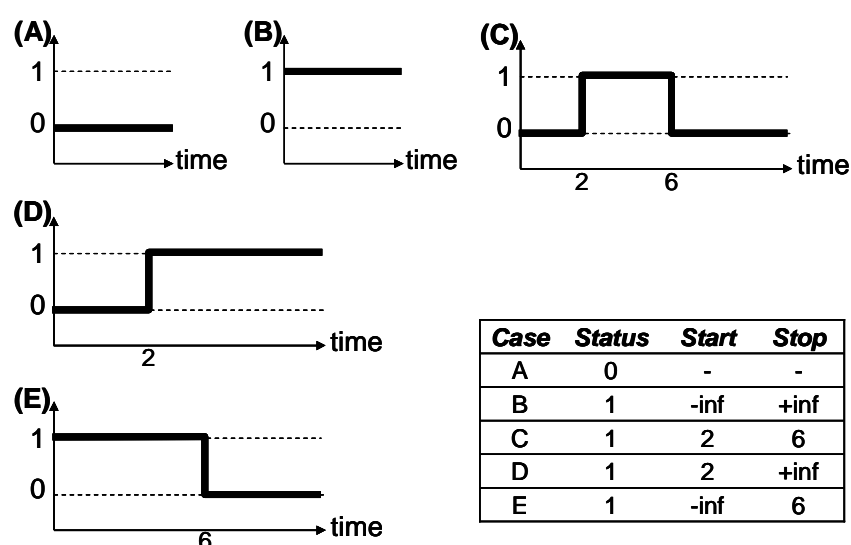 (A)
1
0
time
(B)
1
0
time
(C)
1
0
time
2
6
(D)
1
0
time
2
(E)
1
0
time
6
Case Status Start Stop
A 0 - -
B 1 -inf +inf
C 1 2 6
D 1 2 +inf
E 1 -inf 6